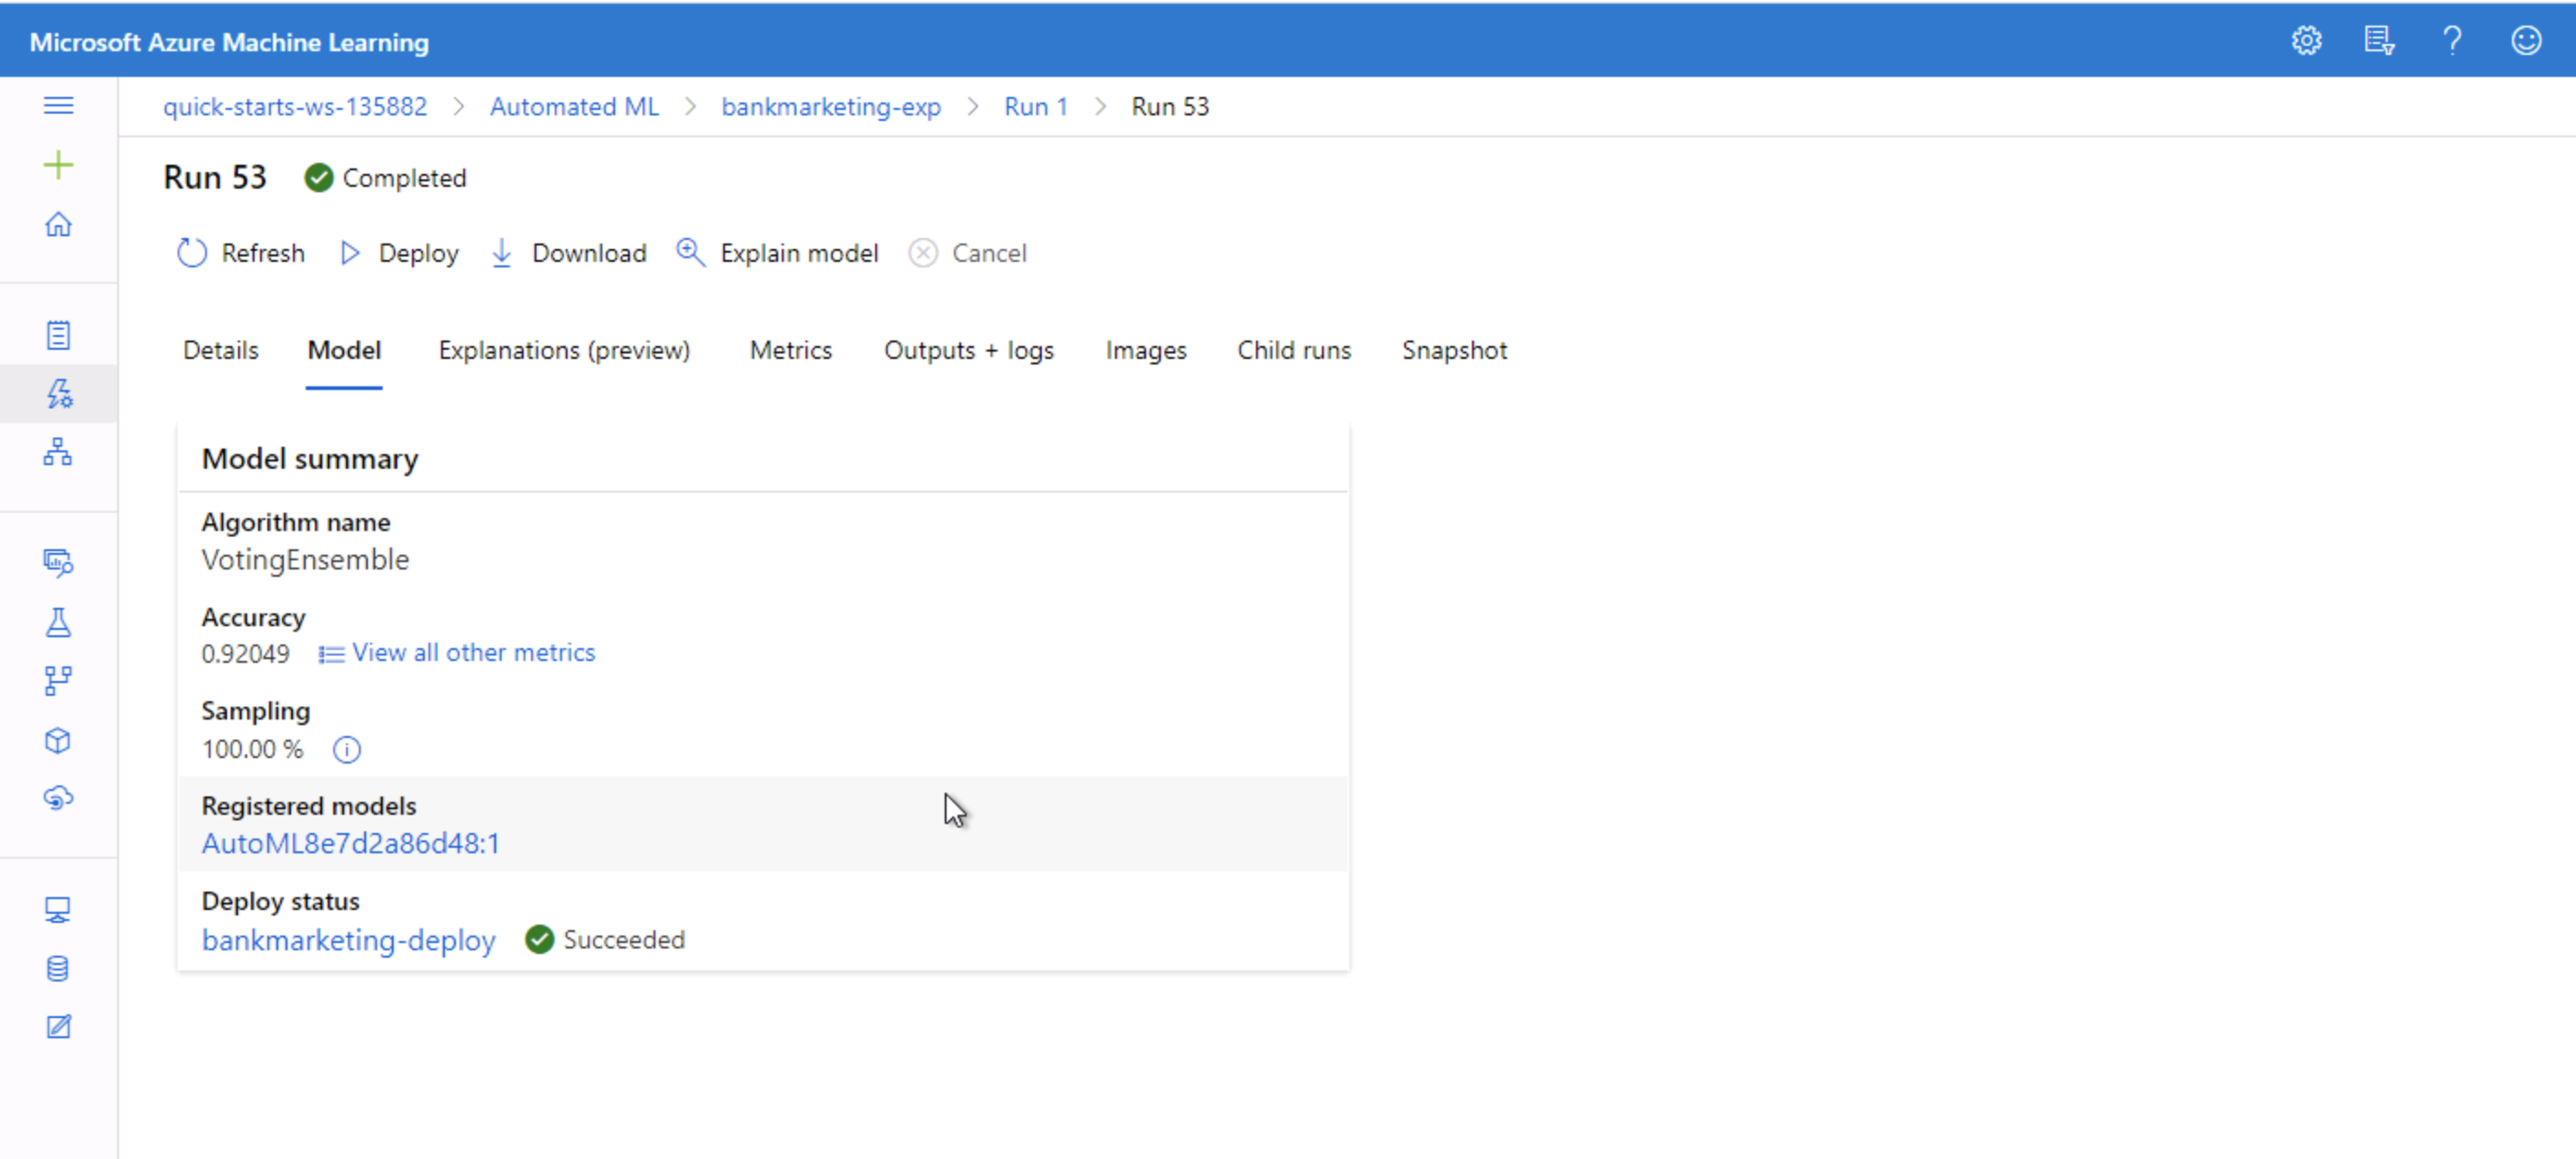 Microsoft Azure Machine Learning
quick-starts-ws-135882 > Automated ML > bankmarketing-exp > Run 1 > Run 53
Run 53 Completed
Refresh Deploy Download Explain model Cancel
Details Model Explanations (preview) Metrics Outputs + logs Images Child runs Snapshot
Model summary
Algorithm name
VotingEnsemble
Accuracy
0.92049 View all other metrics
Sampling
100.00 %
Registered models
AutoML8e7d2a86d48:1
Deploy status
bankmarketing-deploy Succeeded